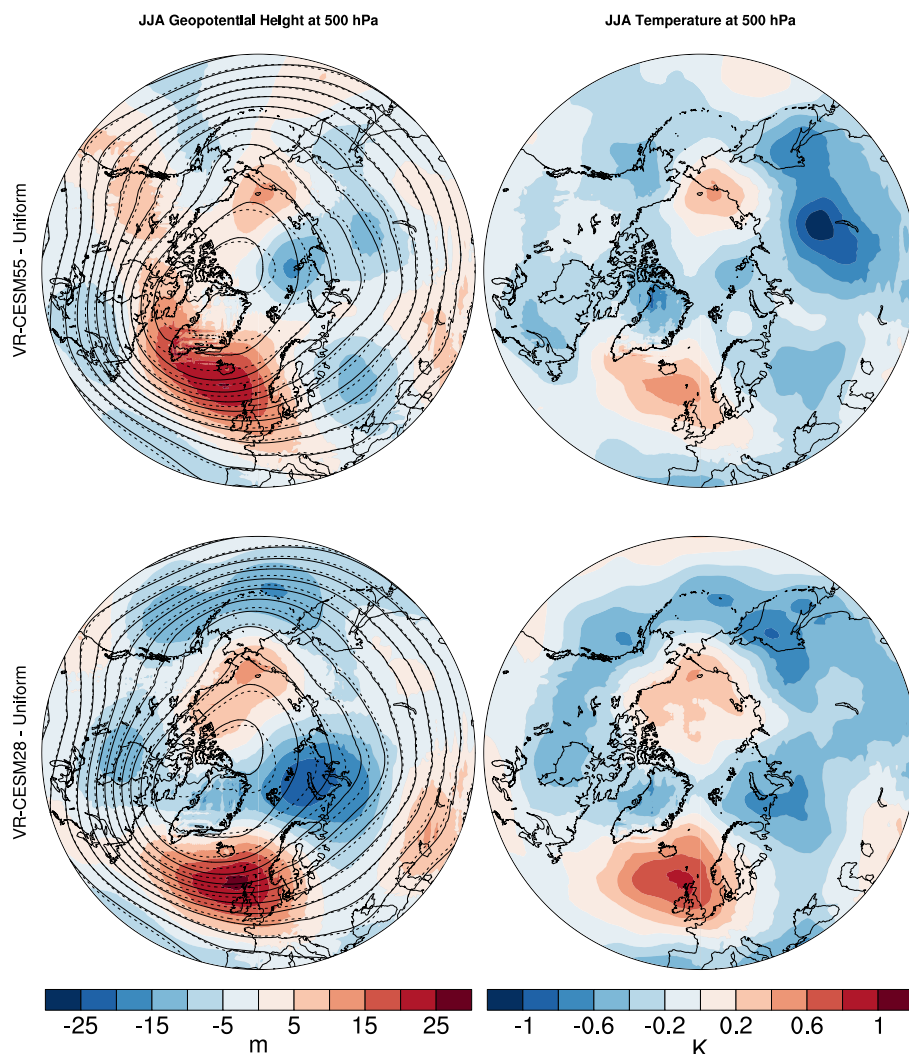 JJA Geopotential Height at 500 hPa
JJA Temperature at 500 hPa
VR-CESM55 - Uniform
VR-CESM28 - Uniform
-25 -15 -5 5 15 25
m
-1 -0.6 -0.2 0.2 0.6 1
K